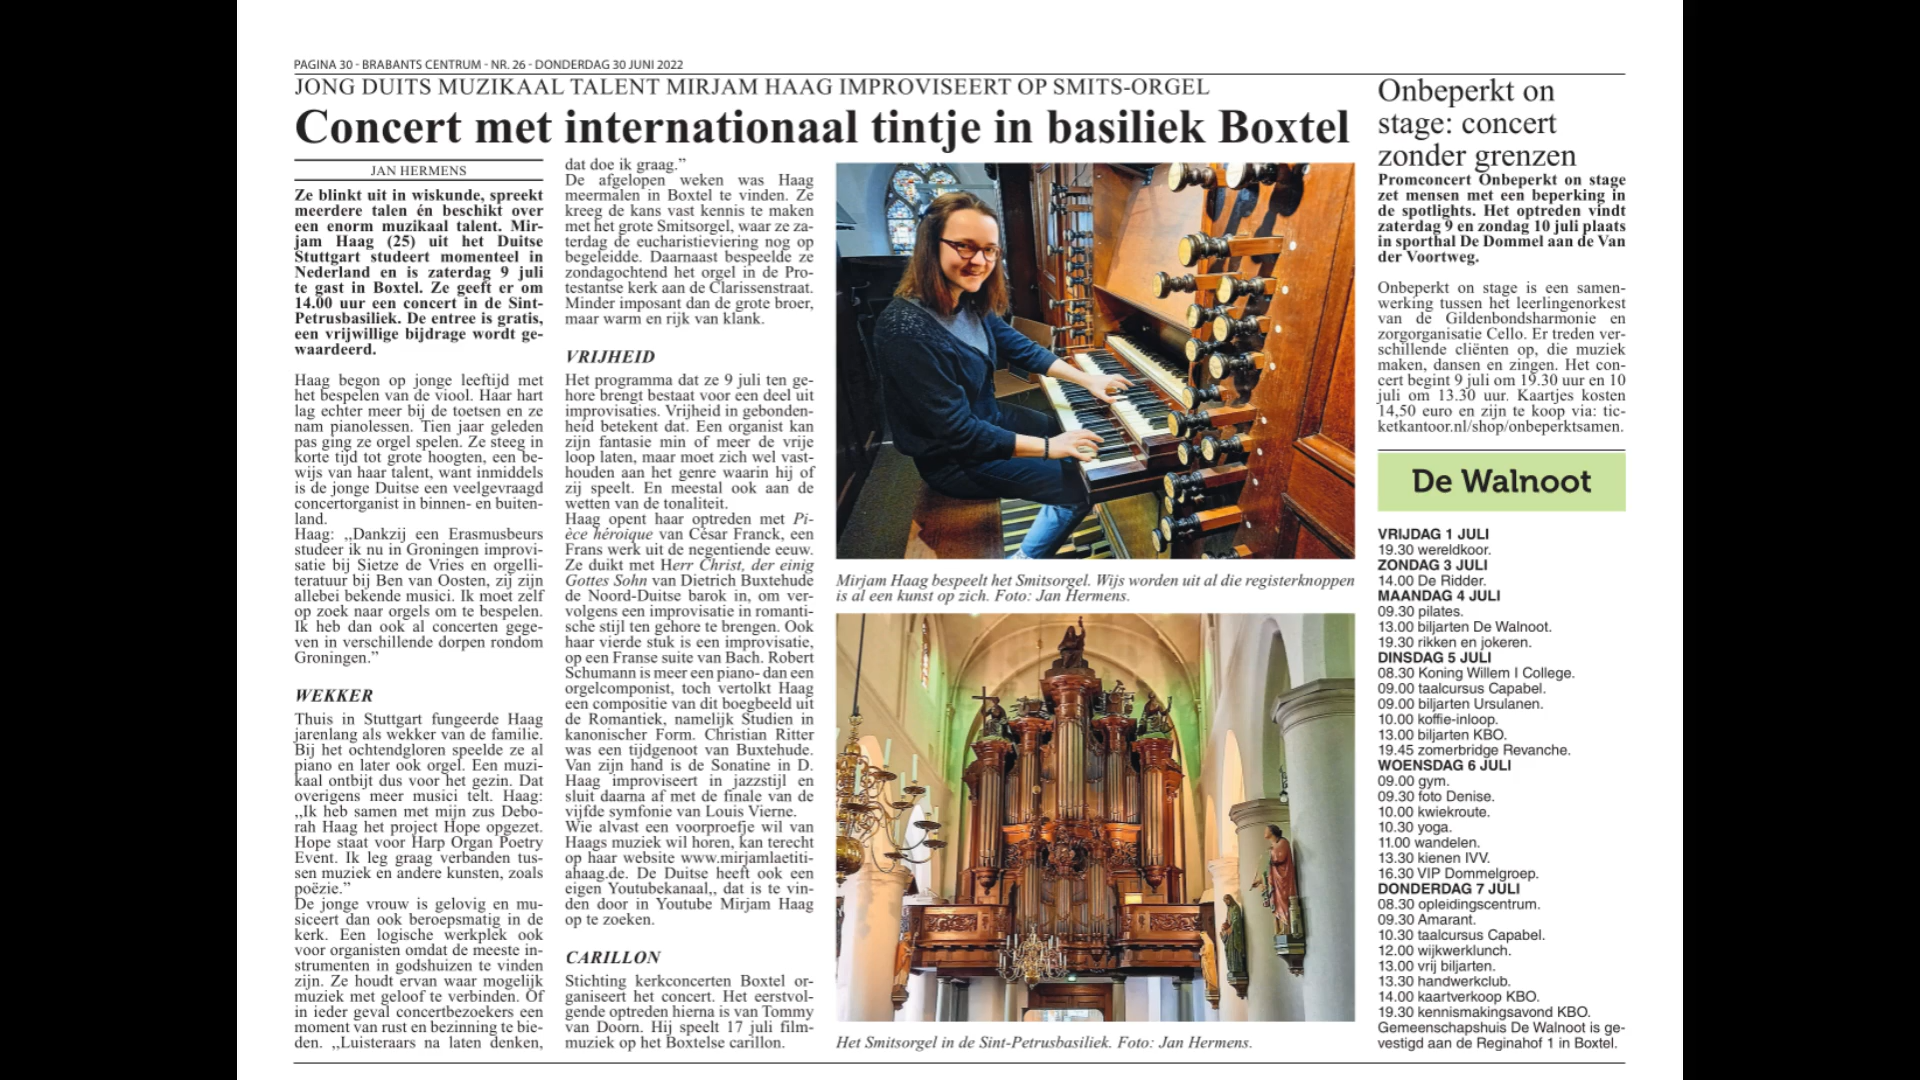 PAGINA 30 - BRABANTS CENTRUM - NR. 26 - DONDERDAG 30 JUNI 2022
JONG DUITS MUZIKAAL TALENT MIRJAM HAAG IMPROVISEERT OP SMITS-ORGEL
Concert met internationaal tintje in basiliek Boxtel
JAN HERMENS
Ze blinkt uit in wiskunde, spreekt
meerdere talen én beschikt over
een enorm muzikaal talent. Mir-
jam Haag (25) uit het Duitse
Stuttgart studeert momenteel in
Nederland en is zaterdag 9 juli
te gast in Boxtel. Ze geeft er om
14.00 uur een concert in de Sint-
Petrusbasiliek. De entree is gratis,
een vrijwillige bijdrage wordt ge-
waardeerd.
Haag begon op jonge leeftijd met
het bespelen van de viool. Haar hart
lag echter meer bij de toetsen en ze
nam pianolessen. Tien jaar geleden
pas ging ze orgel spelen. Ze steeg in
korte tijd tot grote hoogten, een be-
wijs van haar talent, want inmiddels
is de jonge Duitse een veelgevraagd
concertorganist in binnen- en buiten-
land.
Haag: ,,Dankzij een Erasmusbeurs
studeer ik nu in Groningen improvi-
satie bij Sietze de Vries en orgelli-
teratuur bij Ben van Oosten, zij zijn
allebei bekende musici. Ik moet zelf
op zoek naar orgels om te bespelen.
Ik heb dan ook al concerten gege-
ven in verschillende dorpen rondom
Groningen.”
WEKKER
Thuis in Stuttgart fungeerde Haag
jarenlang als wekker van de familie.
Bij het ochtendgloren speelde ze al
piano en later ook orgel. Een muzi-
kaal ontbijt dus voor het gezin. Dat
overigens meer musici telt. Haag:
,,Ik heb samen met mijn zus Debo-
rah Haag het project Hope opgezet.
Hope staat voor Harp Organ Poetry
Event. Ik leg graag verbanden tus-
sen muziek en andere kunsten, zoals
poëzie.”
De jonge vrouw is gelovig en mu-
siceert dan ook beroepsmatig in de
kerk. Een logische werkplek ook
voor organisten omdat de meeste in-
strumenten in godshuizen te vinden
zijn. Ze houdt ervan waar mogelijk
muziek met geloof te verbinden. Óf
in ieder geval concertbezoekers een
moment van rust en bezinning te bie-
den. ,,Luisteraars na laten denken,
dat doe ik graag.”
De afgelopen weken was Haag
meermalen in Boxtel te vinden. Ze
kreeg de kans vast kennis te maken
met het grote Smitsorgel, waar ze za-
terdag de eucharistieviering nog op
begeleidde. Daarnaast bespeelde ze
zondagochtend het orgel in de Pro-
testantse kerk aan de Clarissenstraat.
Minder imposant dan de grote broer,
maar warm en rijk van klank.
VRIJHEID
Het programma dat ze 9 juli ten ge-
hore brengt bestaat voor een deel uit
improvisaties. Vrijheid in gebonden-
heid betekent dat. Een organist kan
zijn fantasie min of meer de vrije
loop laten, maar moet zich wel vast-
houden aan het genre waarin hij of
zij speelt. En meestal ook aan de
wetten van de tonaliteit.
Haag opent haar optreden met Pi-
èce héroique van César Franck, een
Frans werk uit de negentiende eeuw.
Ze duikt met Herr Christ, der einig
Gottes Sohn van Dietrich Buxtehude
de Noord-Duitse barok in, om ver-
volgens een improvisatie in romanti-
sche stijl ten gehore te brengen. Ook
haar vierde stuk is een improvisatie,
op een Franse suite van Bach. Robert
Schumann is meer een piano- dan een
orgelcomponist, toch vertolkt Haag
een compositie van dit boegbeeld uit
de Romantiek, namelijk Studien in
kanonischer Form. Christian Ritter
was een tijdgenoot van Buxtehude.
Van zijn hand is de Sonatine in D.
Haag improviseert in jazzstijl en
sluit daarna af met de finale van de
vijfde symfonie van Louis Vierne.
Wie alvast een voorproefje wil van
Haags muziek wil horen, kan terecht
op haar website www.mirjamlaetiti-
ahaag.de. De Duitse heeft ook een
eigen Youtubekanaal,, dat is te vin-
den door in Youtube Mirjam Haag
op te zoeken.
CARILLON
Stichting kerkconcerten Boxtel or-
ganiseert het concert. Het eerstvol-
gende optreden hierna is van Tommy
van Doorn. Hij speelt 17 juli film-
muziek op het Boxtelse carillon.
Mirjam Haag bespeelt het Smitsorgel. Wijs worden uit al die registerknoppen
is al een kunst op zich. Foto: Jan Hermens.
Het Smitsorgel in de Sint-Petrusbasiliek. Foto: Jan Hermens.
Onbeperkt on
stage: concert
zonder grenzen
Promconcert Onbeperkt on stage
zet mensen met een beperking in
de spotlights. Het optreden vindt
zaterdag 9 en zondag 10 juli plaats
in sporthal De Dommel aan de Van
der Voortweg.
Onbeperkt on stage is een samen-
werking tussen het leerlingenorkest
van de Gildenbondsharmonie en
zorgorganisatie Cello. Er treden ver-
schillende cliënten op, die muziek
maken, dansen en zingen. Het con-
cert begint 9 juli om 19.30 uur en 10
juli om 13.30 uur. Kaartjes kosten
14,50 euro en zijn te koop via: tic-
ketkantoor.nl/shop/onbeperktsamen.
De Walnoot
VRIJDAG 1 JULI
19.30 wereldkoor.
ZONDAG 3 JULI
14.00 De Ridder.
MAANDAG 4 JULI
09.30 pilates.
13.00 biljarten De Walnoot.
19.30 rikken en jokeren.
DINSDAG 5 JULI
08.30 Koning Willem I College.
09.00 taalcursus Capabel.
09.00 biljarten Ursulanen.
10.00 koffie-inloop.
13.00 biljarten KBO.
19.45 zomerbridge Revanche.
WOENSDAG 6 JULI
09.00 gym.
09.30 foto Denise.
10.00 kwiekroute.
10.30 yoga.
11.00 wandelen.
13.30 kienen IVV.
16.30 VIP Dommelgroep.
DONDERDAG 7 JULI
08.30 opleidingscentrum.
09.30 Amarant.
10.30 taalcursus Capabel.
12.00 wijkwerklunch.
13.00 vrij biljarten.
13.30 handwerkclub.
14.00 kaartverkoop KBO.
19.30 kennismakingsavond KBO.
Gemeenschapshuis De Walnoot is ge-
vestigd aan de Reginahof 1 in Boxtel.